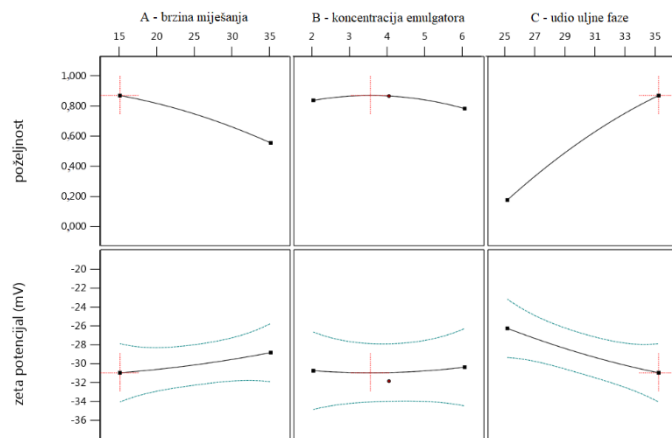 A - brzina miješanja
B - koncentracija emulgatora
C - udio uljne faze
15 20 25 30 35
2 3 4 5 6
25 27 29 31 33 35
poželjnost
1,000
0,800
0,600
0,400
0,200
0,000
zeta potencijal (mV)
-20
-22
-24
-26
-28
-30
-32
-34
-36